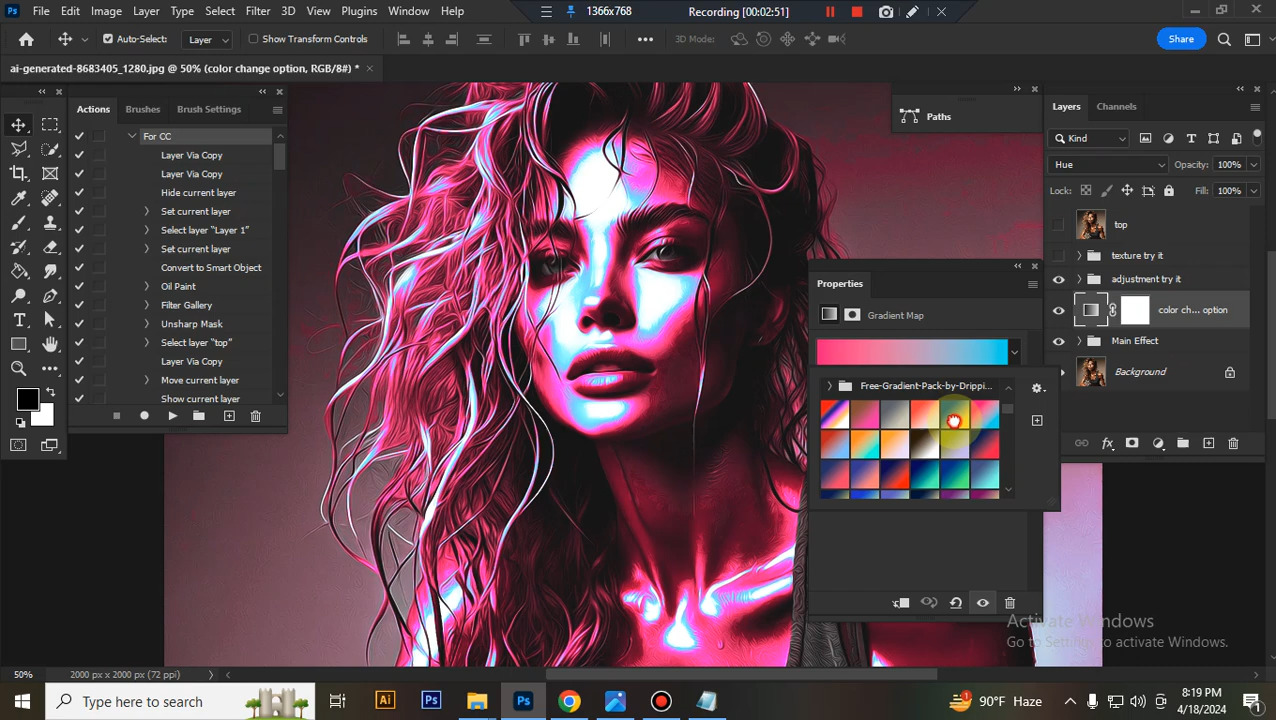 Ps File Edit Image Layer Type Select Filter 3D View Plugins Window Help 1366x768 Recording [00:02:51]
Auto-Select: Layer Show Transform Controls 3D Mode: Share
ai-generated-8683405_1280.jpg @ 50% (color change option, RGB/8#) *
Actions Brushes Brush Settings
For CC
Layer Via Copy
Layer Via Copy
Hide current layer
Set current layer
Select layer “Layer 1”
Set current layer
Convert to Smart Object
Oil Paint
Filter Gallery
Unsharp Mask
Select layer “top”
Layer Via Copy
Move current layer
Show current layer
Paths
Layers Channels
Kind
Hue Opacity: 100%
Lock: Fill: 100%
top
texture try it
adjustment try it
color ch... option
Main Effect
Background
Properties
Gradient Map
Free-Gradient-Pack-by-Drippi...
Activate Windows
Go to Settings to activate Windows.
50% 2000 px x 2000 px (72 ppi)
Type here to search
Ai Ps Ps
1 90°F Haze
8:19 PM
4/18/2024
1